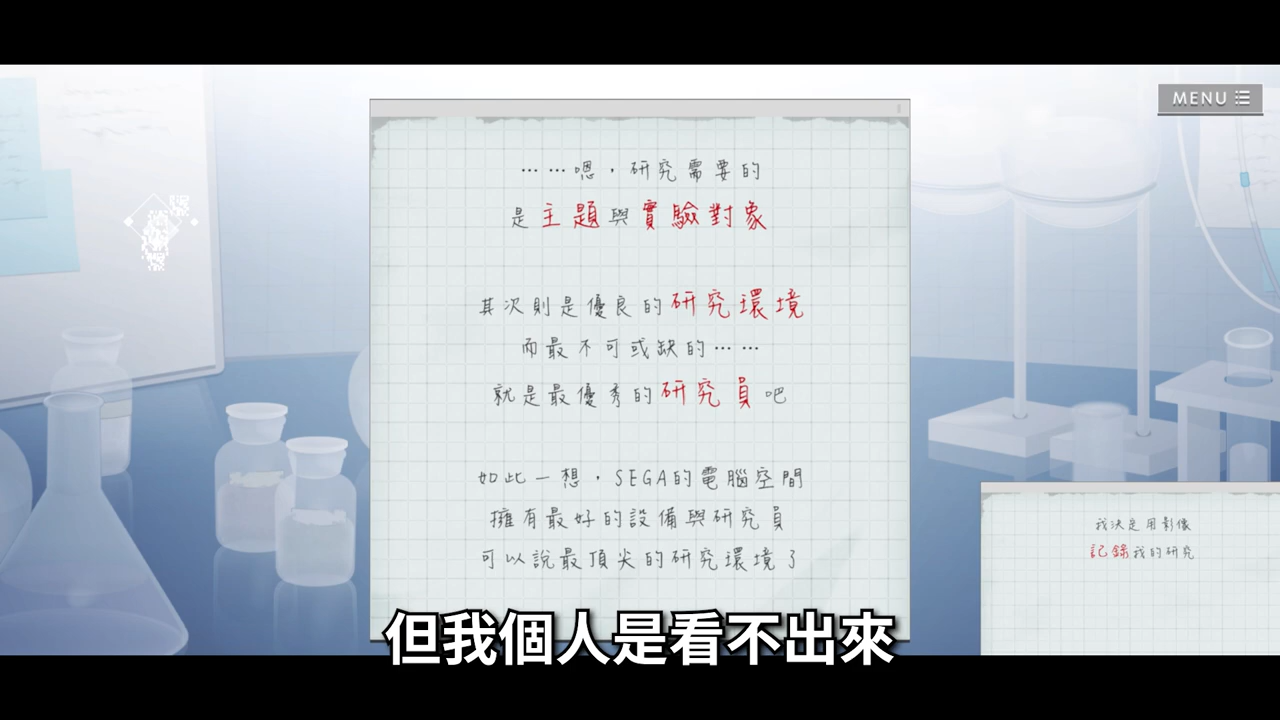 MENU
……嗯，研究需要的
是主題與實驗對象
其次則是優良的研究環境
而最不可或缺的……
就是最優秀的研究員吧
如此一想，SEGA的電腦空間
擁有最好的設備與研究員
可以說最頂尖的研究環境了
我決定用影像
記錄我的研究
但我個人是看不出來